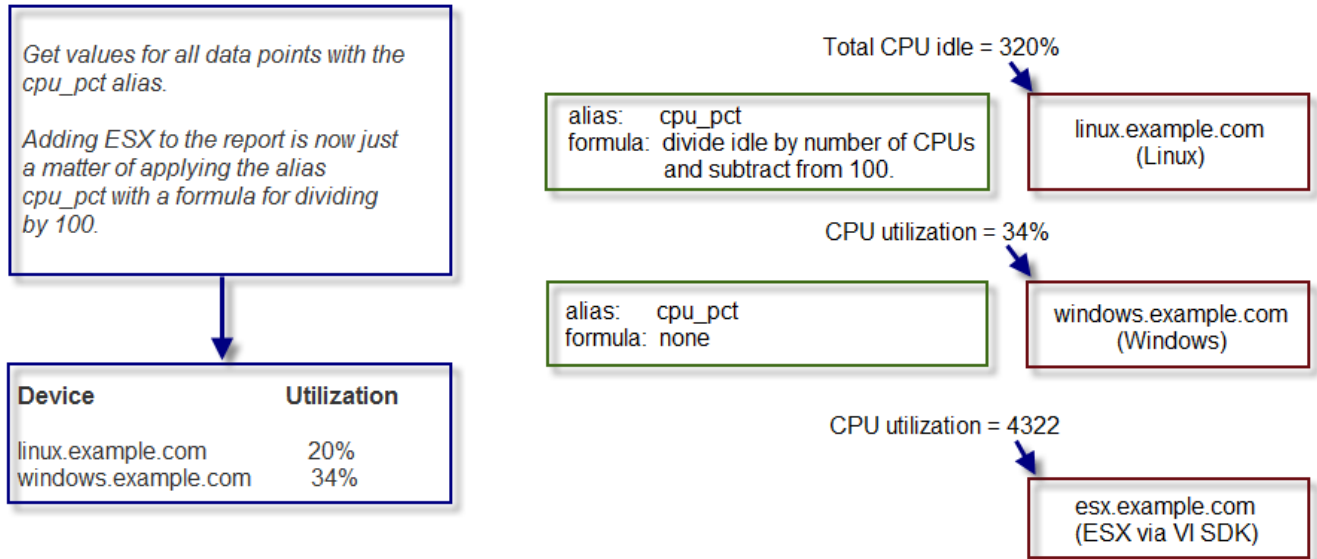 Get values for all data points with the
cpu_pct alias.
Adding ESX to the report is now just
a matter of applying the alias
cpu_pct with a formula for dividing
by 100.
Device Utilization
linux.example.com 20%
windows.example.com 34%
Total CPU idle = 320%
alias: cpu_pct
formula: divide idle by number of CPUs
and subtract from 100.
linux.example.com
(Linux)
CPU utilization = 34%
alias: cpu_pct
formula: none
windows.example.com
(Windows)
CPU utilization = 4322
esx.example.com
(ESX via VI SDK)